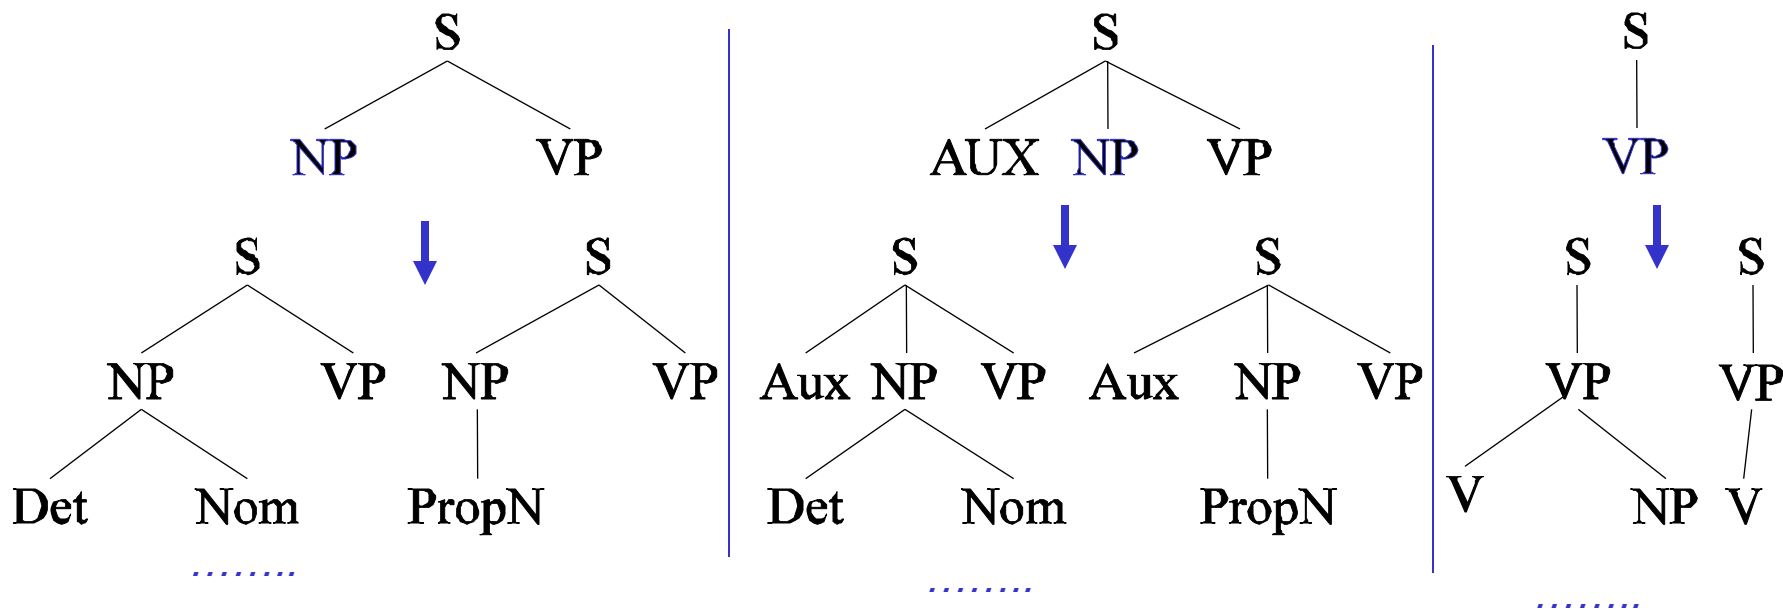 S S S
NP VP AUX NP VP VP
S S S S S S
NP VP NP VP Aux NP VP Aux NP VP VP VP
Det Nom PropN Det Nom PropN V NP V
........ ........ ........